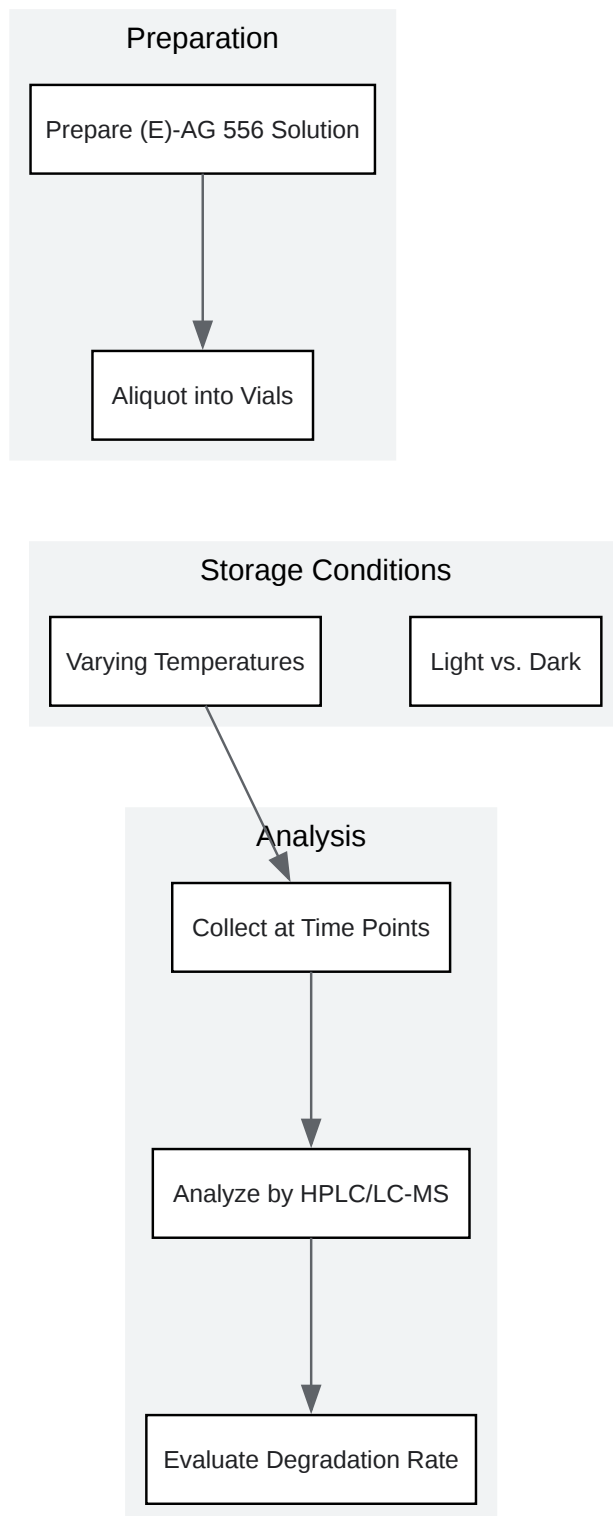 Preparation
Prepare (E)-AG 556 Solution
Aliquot into Vials
Storage Conditions
Varying Temperatures
Light vs. Dark
Analysis
Collect at Time Points
Analyze by HPLC/LC-MS
Evaluate Degradation Rate